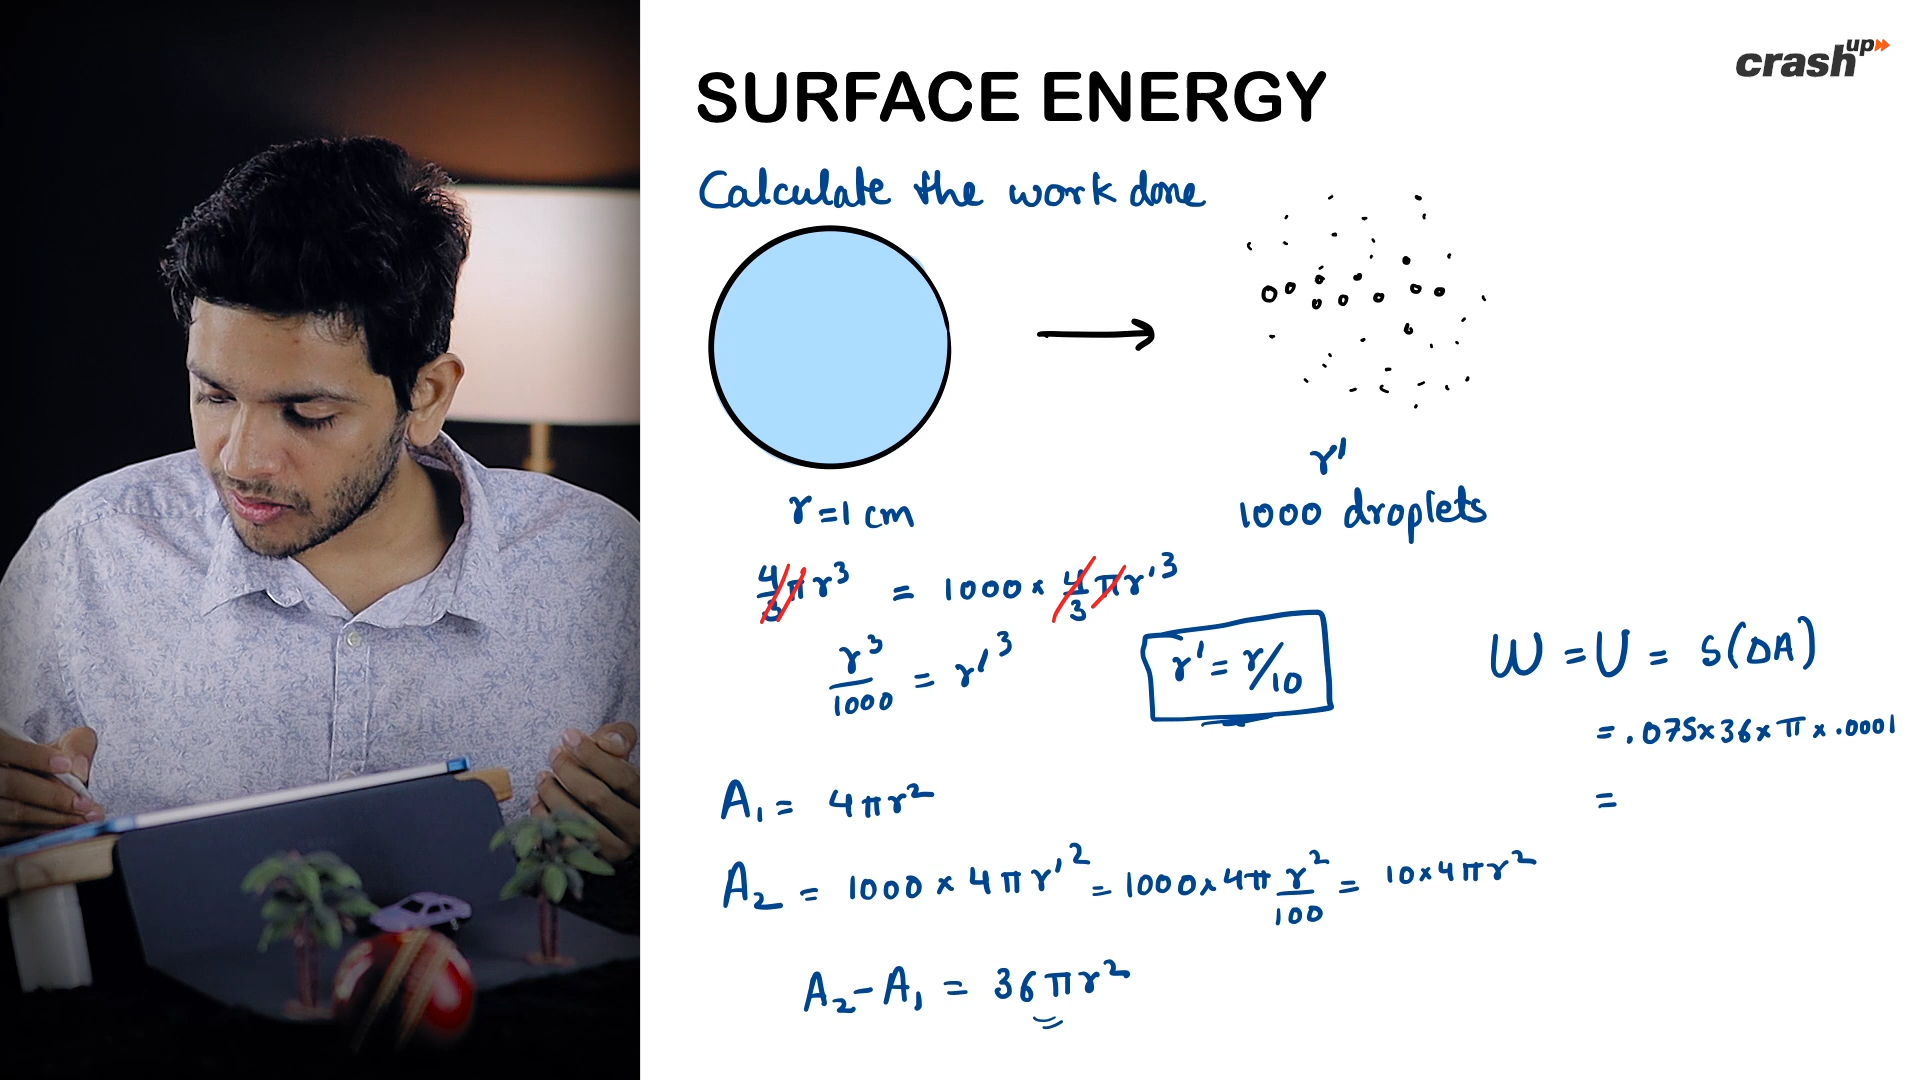 crash up
SURFACE ENERGY
Calculate the work done
r'
r = 1 cm
1000 droplets
4/3 π r³ = 1000 × 4/3 π r'³
r³/1000 = r'³
r' = r/10
W = U = S(ΔA)
= .075 × 36 × π × .0001
=
A₁ = 4πr²
A₂ = 1000 × 4πr'² = 1000 × 4π r²/100 = 10 × 4πr²
A₂ - A₁ = 36πr²